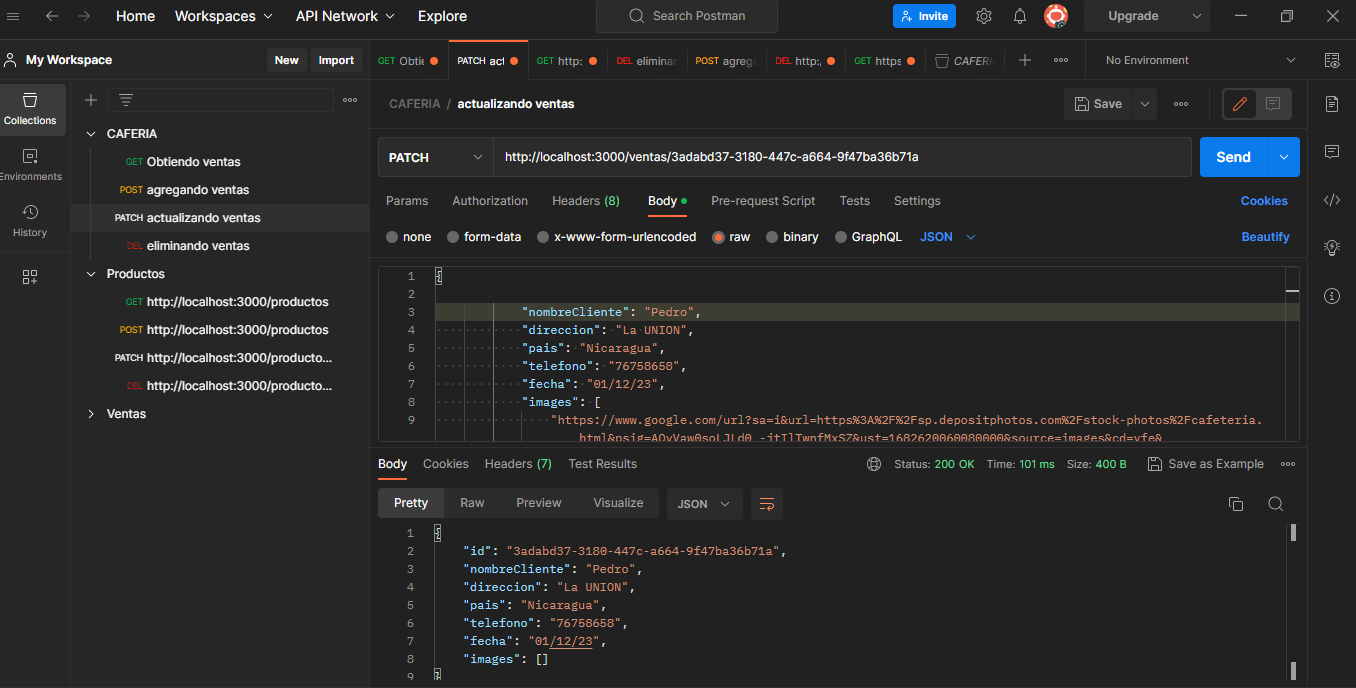 Home Workspaces API Network Explore Search Postman Invite Upgrade
My Workspace New Import
GET Obtie PATCH act GET http: DEL eliminar POST agrega DEL http:/ GET https CAFERI No Environment
Collections
Environments
History
CAFERIA
GET Obtiendo ventas
POST agregando ventas
PATCH actualizando ventas
DEL eliminando ventas
Productos
GET http://localhost:3000/productos
POST http://localhost:3000/productos
PATCH http://localhost:3000/producto...
DEL http://localhost:3000/producto...
Ventas
CAFERIA / actualizando ventas Save
PATCH http://localhost:3000/ventas/3adabd37-3180-447c-a664-9f47ba36b71a Send
Params Authorization Headers (8) Body Pre-request Script Tests Settings Cookies
none form-data x-www-form-urlencoded raw binary GraphQL JSON Beautify
1 {
2
3 "nombreCliente": "Pedro",
4 "direccion": "La UNION",
5 "pais": "Nicaragua",
6 "telefono": "76758658",
7 "fecha": "01/12/23",
8 "images": [
9 "https://www.google.com/url?sa=i&url=https%3A%2F%2Fsp.depositphotos.com%2Fstock-photos%2Fcafeteria.
Body Cookies Headers (7) Test Results Status: 200 OK Time: 101 ms Size: 400 B Save as Example
Pretty Raw Preview Visualize JSON
1 {
2 "id": "3adabd37-3180-447c-a664-9f47ba36b71a",
3 "nombreCliente": "Pedro",
4 "direccion": "La UNION",
5 "pais": "Nicaragua",
6 "telefono": "76758658",
7 "fecha": "01/12/23",
8 "images": []
9 }